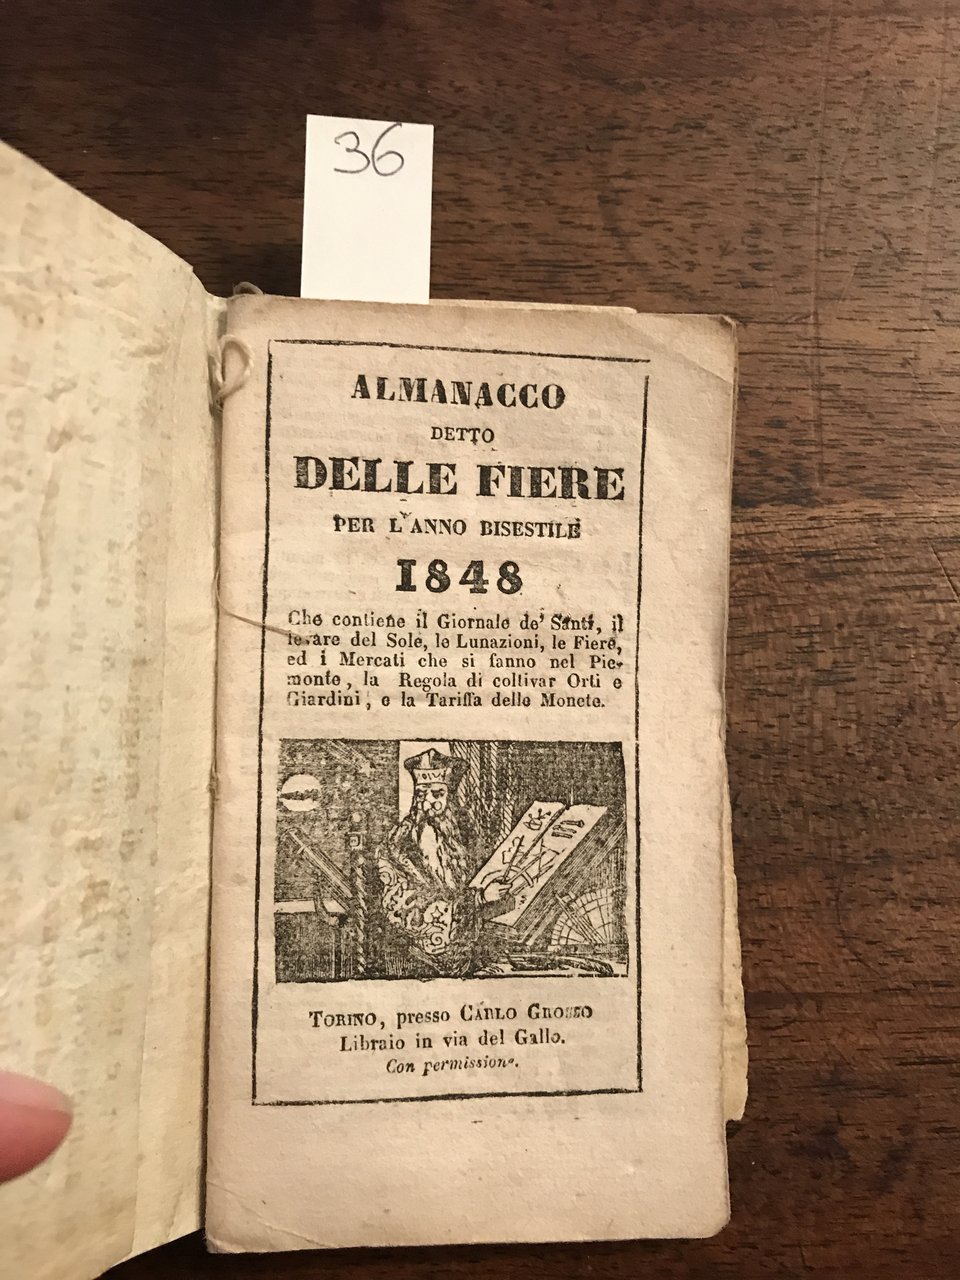 36
ALMANACCO
DETTO
DELLE FIERE
PER L'ANNO BISESTILE
1848
Che contiene il Giornale de' Santi, il
levare del Sole, le Lunazioni, le Fiere,
ed i Mercati che si fanno nel Pie-
monte, la Regola di coltivar Orti e
Giardini, e la Tariffa delle Monete.
TORINO, presso CARLO GROSSO
Libraio in via del Gallo.
Con permissione.